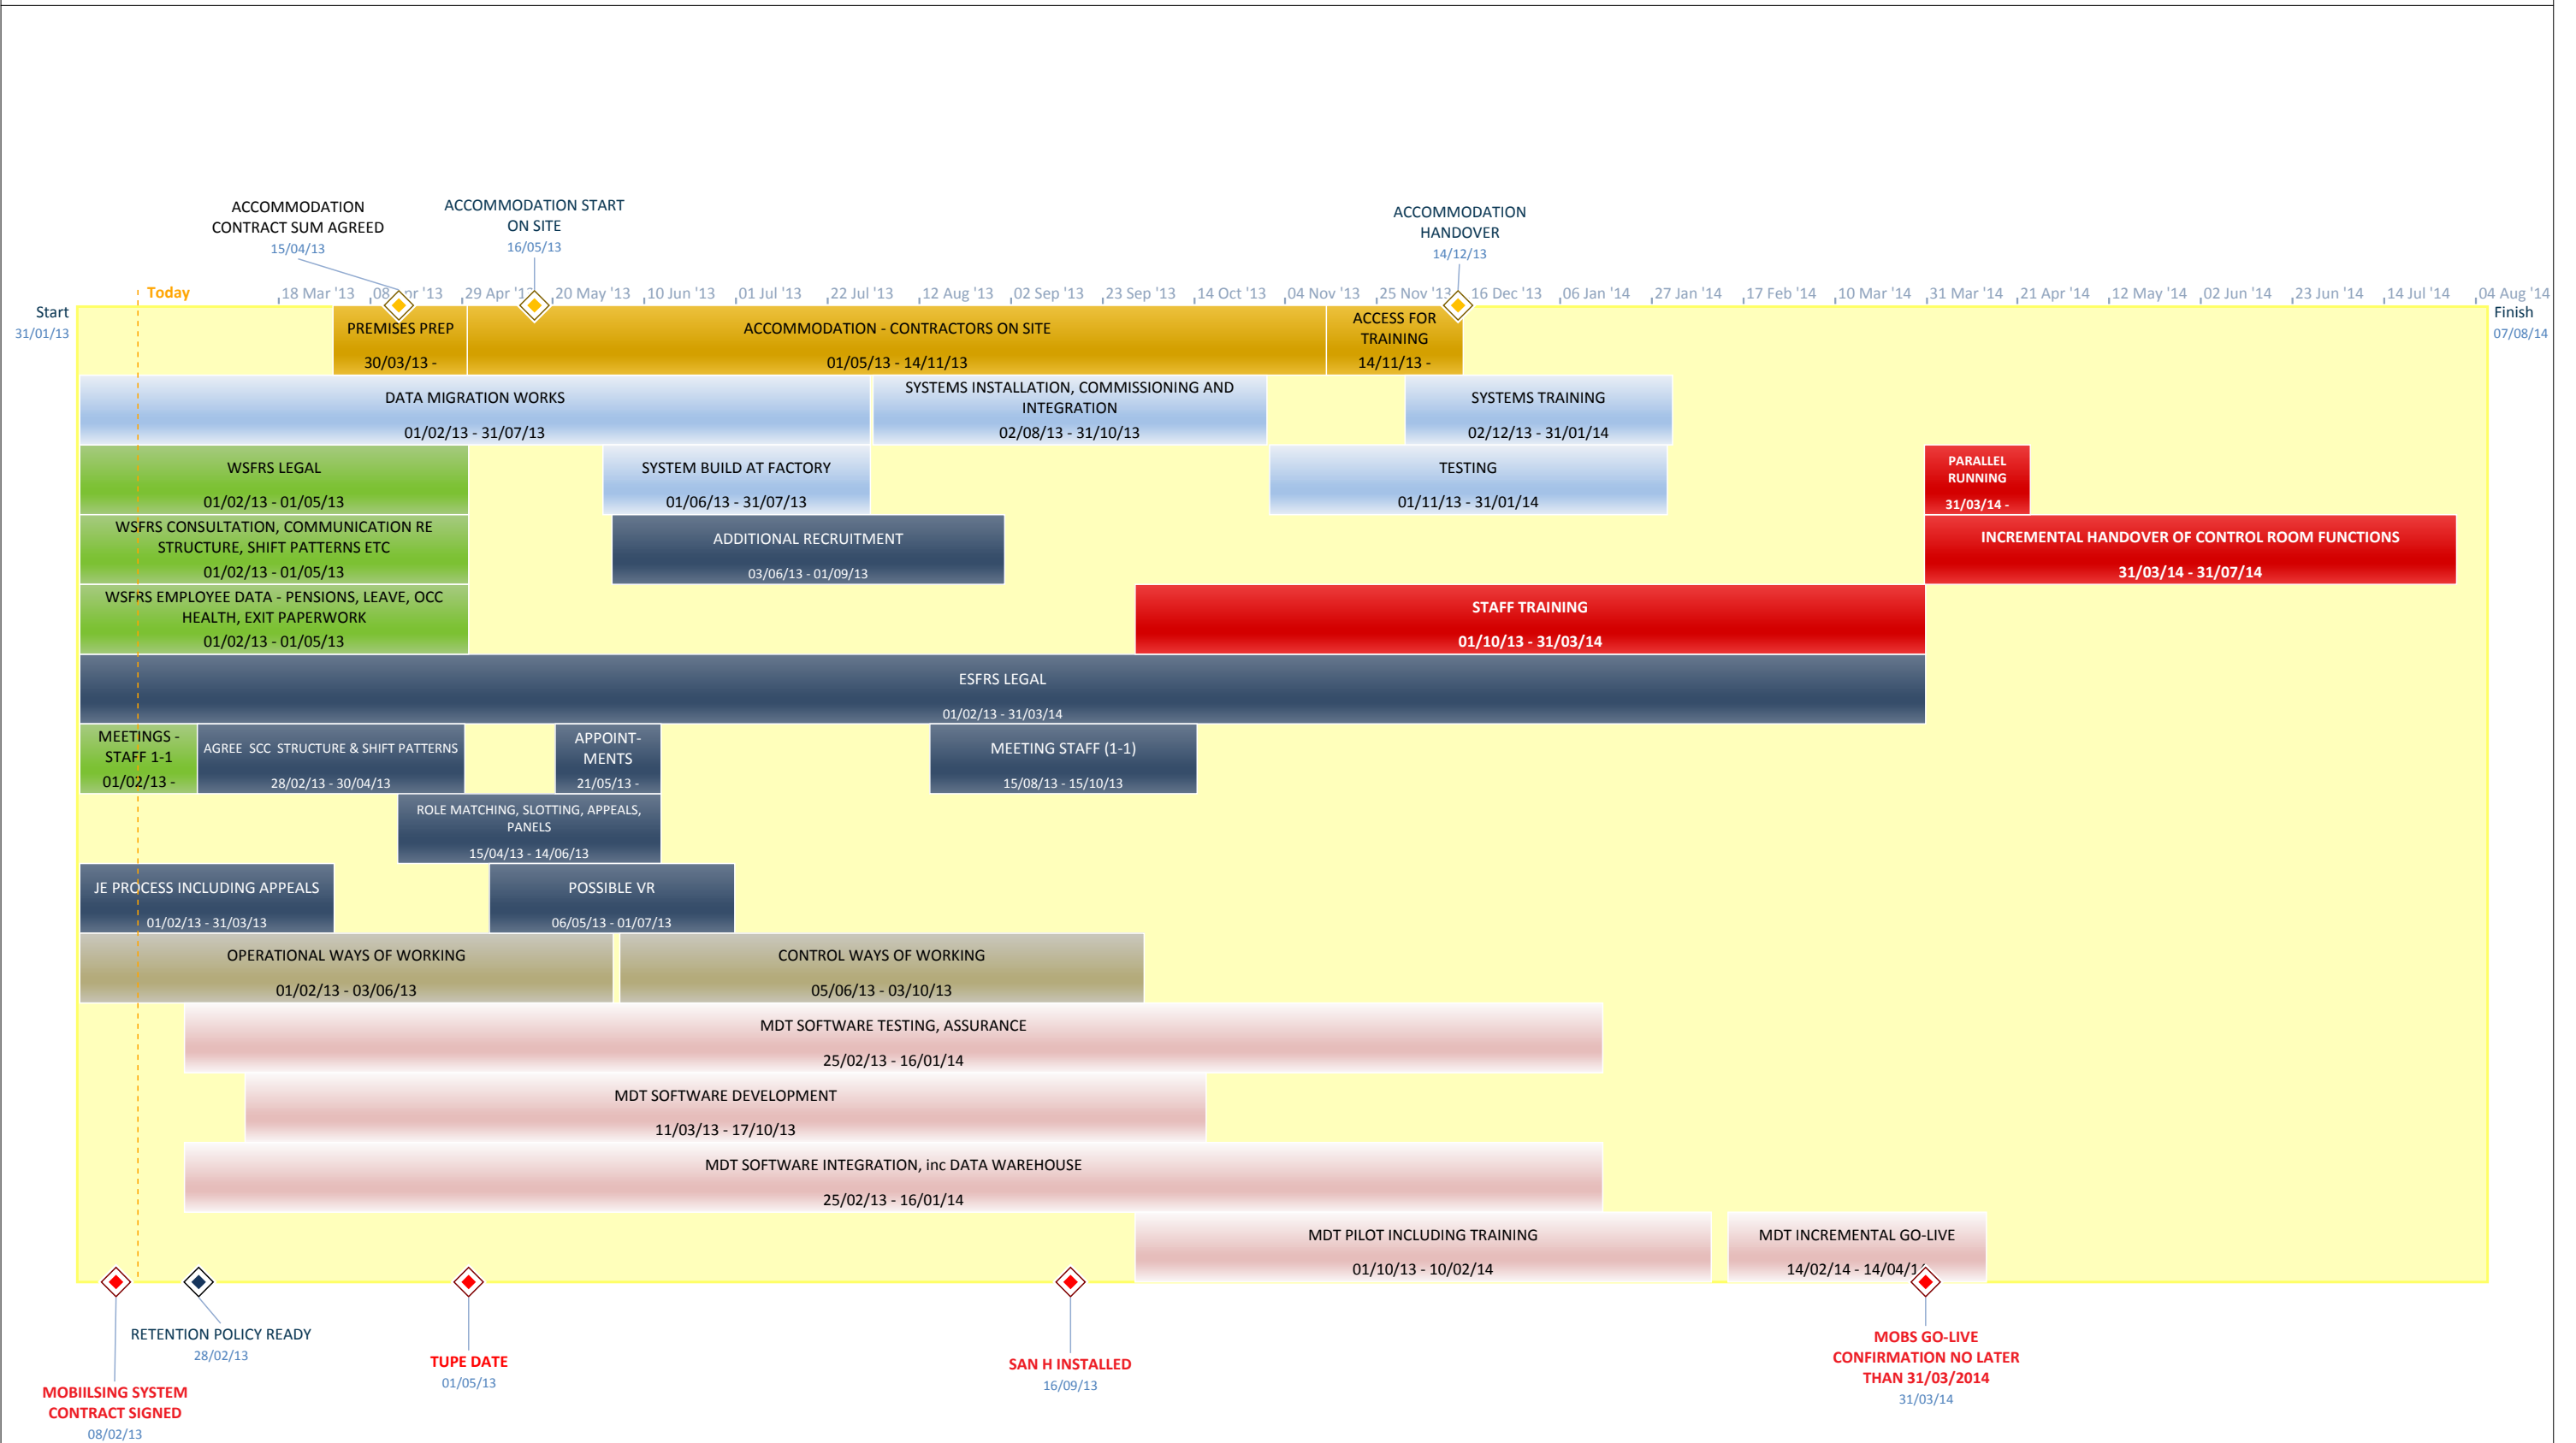 ACCOMMODATION
CONTRACT SUM AGREED
15/04/13
ACCOMMODATION START
ON SITE
16/05/13
ACCOMMODATION
HANDOVER
14/12/13
Today
18 Mar '13
08 Apr '13
29 Apr '13
20 May '13
10 Jun '13
01 Jul '13
22 Jul '13
12 Aug '13
02 Sep '13
23 Sep '13
14 Oct '13
04 Nov '13
25 Nov '13
16 Dec '13
06 Jan '14
27 Jan '14
17 Feb '14
10 Mar '14
31 Mar '14
21 Apr '14
12 May '14
02 Jun '14
23 Jun '14
14 Jul '14
04 Aug '14
Start
31/01/13
Finish
07/08/14
PREMISES PREP
30/03/13 -
ACCOMMODATION - CONTRACTORS ON SITE
01/05/13 - 14/11/13
ACCESS FOR
TRAINING
14/11/13 -
DATA MIGRATION WORKS
01/02/13 - 31/07/13
SYSTEMS INSTALLATION, COMMISSIONING AND
INTEGRATION
02/08/13 - 31/10/13
SYSTEMS TRAINING
02/12/13 - 31/01/14
WSFRS LEGAL
01/02/13 - 01/05/13
SYSTEM BUILD AT FACTORY
01/06/13 - 31/07/13
TESTING
01/11/13 - 31/01/14
PARALLEL
RUNNING
31/03/14 -
WSFRS CONSULTATION, COMMUNICATION RE
STRUCTURE, SHIFT PATTERNS ETC
01/02/13 - 01/05/13
ADDITIONAL RECRUITMENT
03/06/13 - 01/09/13
INCREMENTAL HANDOVER OF CONTROL ROOM FUNCTIONS
31/03/14 - 31/07/14
WSFRS EMPLOYEE DATA - PENSIONS, LEAVE, OCC
HEALTH, EXIT PAPERWORK
01/02/13 - 01/05/13
STAFF TRAINING
01/10/13 - 31/03/14
ESFRS LEGAL
01/02/13 - 31/03/14
MEETINGS -
STAFF 1-1
01/02/13 -
AGREE SCC STRUCTURE & SHIFT PATTERNS
28/02/13 - 30/04/13
APPOINT-
MENTS
21/05/13 -
MEETING STAFF (1-1)
15/08/13 - 15/10/13
ROLE MATCHING, SLOTTING, APPEALS,
PANELS
15/04/13 - 14/06/13
JE PROCESS INCLUDING APPEALS
01/02/13 - 31/03/13
POSSIBLE VR
06/05/13 - 01/07/13
OPERATIONAL WAYS OF WORKING
01/02/13 - 03/06/13
CONTROL WAYS OF WORKING
05/06/13 - 03/10/13
MDT SOFTWARE TESTING, ASSURANCE
25/02/13 - 16/01/14
MDT SOFTWARE DEVELOPMENT
11/03/13 - 17/10/13
MDT SOFTWARE INTEGRATION, inc DATA WAREHOUSE
25/02/13 - 16/01/14
MDT PILOT INCLUDING TRAINING
01/10/13 - 10/02/14
MDT INCREMENTAL GO-LIVE
14/02/14 - 14/04/14
RETENTION POLICY READY
28/02/13
MOBIILSING SYSTEM
CONTRACT SIGNED
08/02/13
TUPE DATE
01/05/13
SAN H INSTALLED
16/09/13
MOBS GO-LIVE
CONFIRMATION NO LATER
THAN 31/03/2014
31/03/14